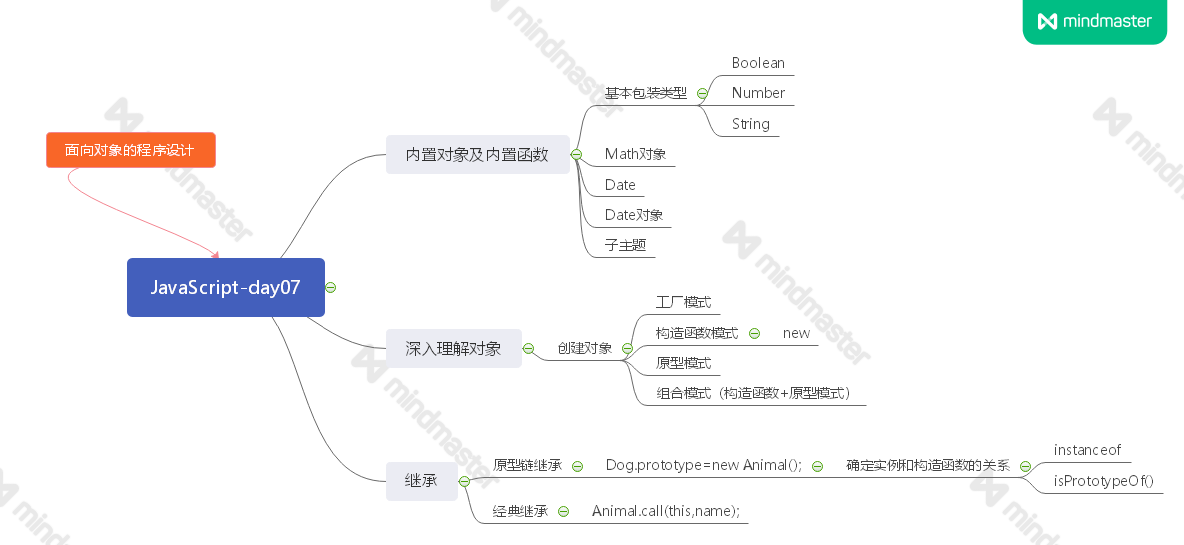 mindmaster
面向对象的程序设计
JavaScript-day07
内置对象及内置函数
基本包装类型
Boolean
Number
String
Math对象
Date
Date对象
子主题
深入理解对象
创建对象
工厂模式
构造函数模式
new
原型模式
组合模式（构造函数+原型模式）
继承
原型链继承
Dog.prototype=new Animal();
确定实例和构造函数的关系
instanceof
isPrototypeOf()
经典继承
Animal.call(this,name);
mindmaster
mindmaster
mindmaster
mindmaster
mindmaster